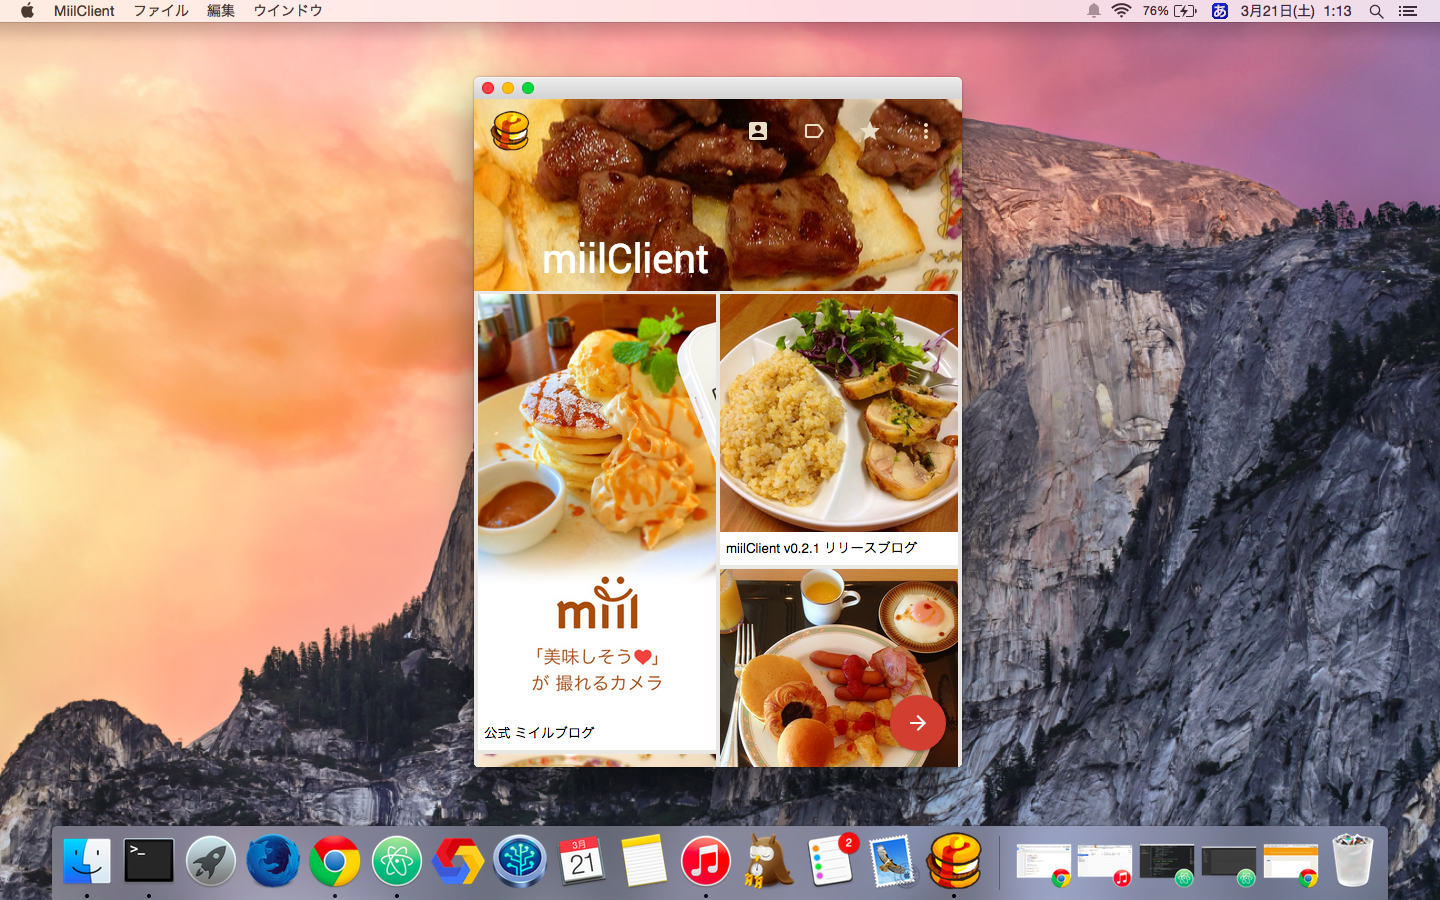 MiilClient ファイル 編集 ウインドウ
76% あ 3月21日(土) 1:13
miilClient
miilClient v0.2.1 リリースブログ
miil
「美味しそう♥」
が 撮れるカメラ
公式 ミイルブログ
>_
3月
21
2